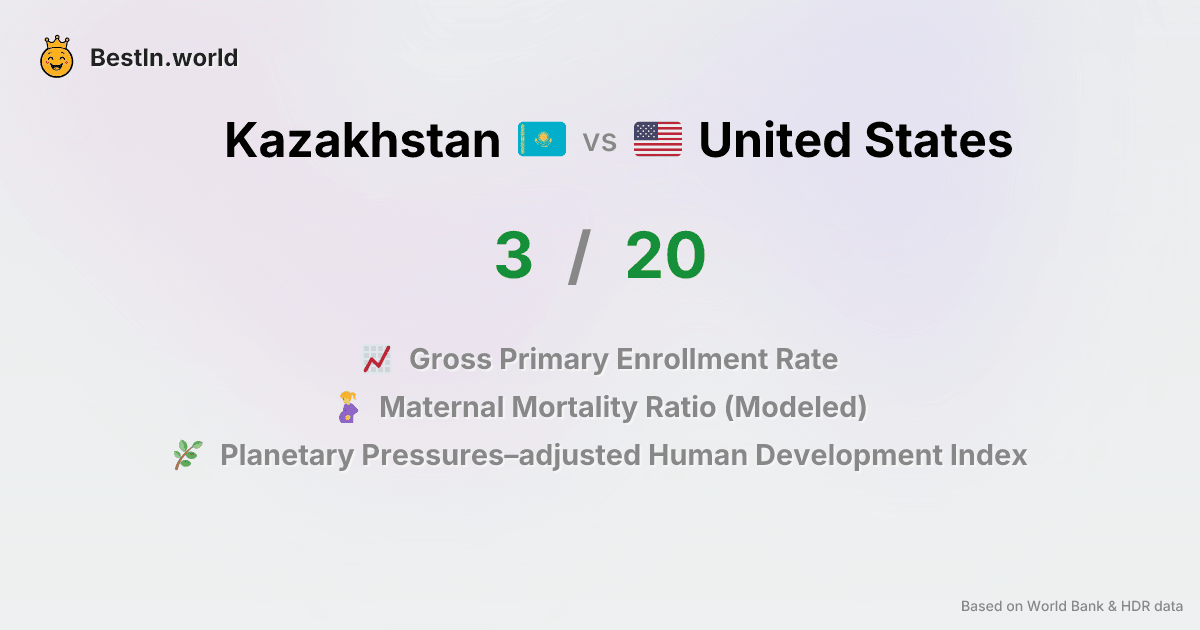 BestIn.world
Kazakhstan vs United States
3 / 20
Gross Primary Enrollment Rate
Maternal Mortality Ratio (Modeled)
Planetary Pressures–adjusted Human Development Index
Based on World Bank & HDR data